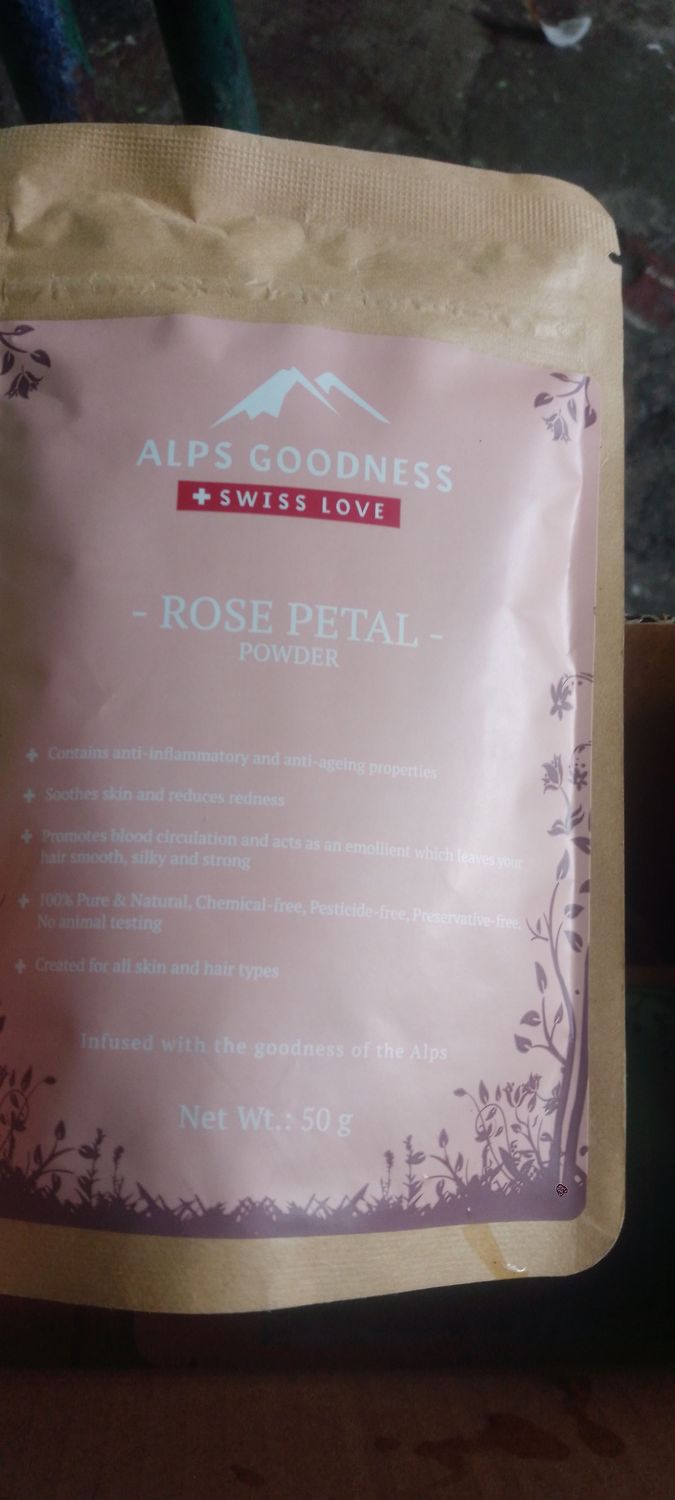 ALPS GOODNESS
SWISS LOVE
- ROSE PETAL -
POWDER
Contains anti-inflammatory and anti-ageing properties
Soothes skin and reduces redness
Promotes blood circulation and acts as an emollient which leaves your
hair smooth, silky and strong
100% Pure & Natural, Chemical-free, Pesticide-free, Preservative-free,
No animal testing
Created for all skin and hair types
Infused with the goodness of the Alps
Net Wt.: 50 g